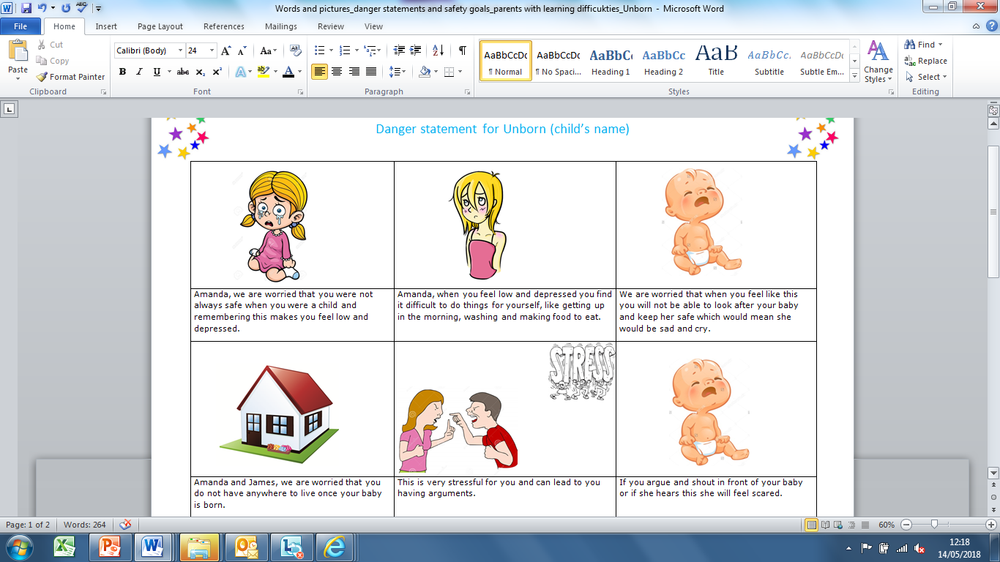 Words and pictures_danger statements and safety goals_parents with learning difficukties_Unborn - Microsoft Word
File Home Insert Page Layout References Mailings Review View
Paste
Cut
Copy
Format Painter
Clipboard
Calibri (Body) 24
Font
Paragraph
AaBbCcDc AaBbCcDc AaBbC AaBbCc AaB AaBbCc. AaBbCcD
¶ Normal ¶ No Spaci... Heading 1 Heading 2 Title Subtitle Subtle Em...
Change
Styles
Styles
Find
Replace
Select
Editing
Danger statement for Unborn (child's name)
Amanda, we are worried that you were not
always safe when you were a child and
remembering this makes you feel low and
depressed.
Amanda, when you feel low and depressed you find
it difficult to do things for yourself, like getting up
in the morning, washing and making food to eat.
We are worried that when you feel like this
you will not be able to look after your baby
and keep her safe which would mean she
would be sad and cry.
STRESS
Amanda and James, we are worried that you
do not have anywhere to live once your baby
is born.
This is very stressful for you and can lead to you
having arguments.
If you argue and shout in front of your baby
or if she hears this she will feel scared.
Page: 1 of 2 Words: 264 60%
12:18
14/05/2018